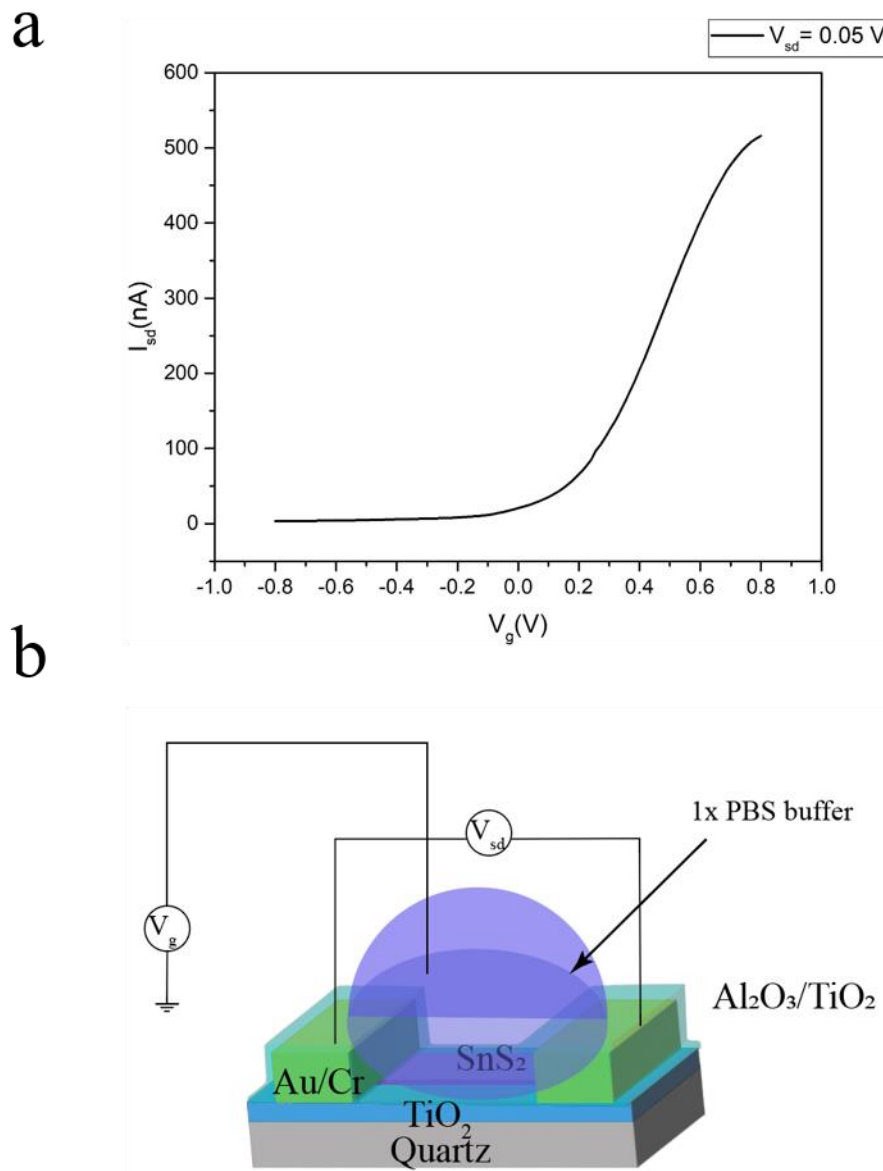 a
V_sd= 0.05 V
600
500
400
300
200
100
0
I_sd(nA)
-1.0 -0.8 -0.6 -0.4 -0.2 0.0 0.2 0.4 0.6 0.8 1.0
V_g(V)
b
1x PBS buffer
V_sd
V_g
Al₂O₃/TiO₂
SnS₂
Au/Cr
TiO₂
Quartz